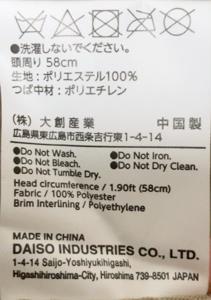 ●洗濯しないでください。
頭周り 58cm
生地：ポリエステル100%
つば中材：ポリエチレン
（株）大創産業 中国製
広島県東広島市西条吉行東1-4-14
●Do Not Wash. ●Do Not Iron.
●Do Not Bleach. ●Do Not Dry Clean.
●Do Not Tumble Dry.
Head circumference / 1.90ft (58cm)
Fabric / 100% Polyester
Brim Interlining / Polyethylene
MADE IN CHINA
DAISO INDUSTRIES CO., LTD.
1-4-14 Saijo-Yoshiyukihigashi,
Higashihiroshima-City, Hiroshima 739-8501 JAPAN